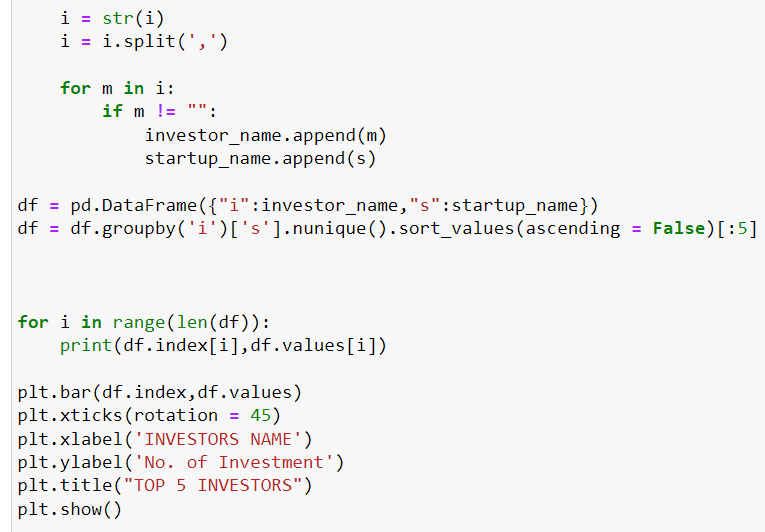 i = str(i)
i = i.split(',')
for m in i:
if m != "":
investor_name.append(m)
startup_name.append(s)
df = pd.DataFrame({"i":investor_name,"s":startup_name})
df = df.groupby('i')['s'].nunique().sort_values(ascending = False)[:5]
for i in range(len(df)):
print(df.index[i],df.values[i])
plt.bar(df.index,df.values)
plt.xticks(rotation = 45)
plt.xlabel('INVESTORS NAME')
plt.ylabel('No. of Investment')
plt.title("TOP 5 INVESTORS")
plt.show()